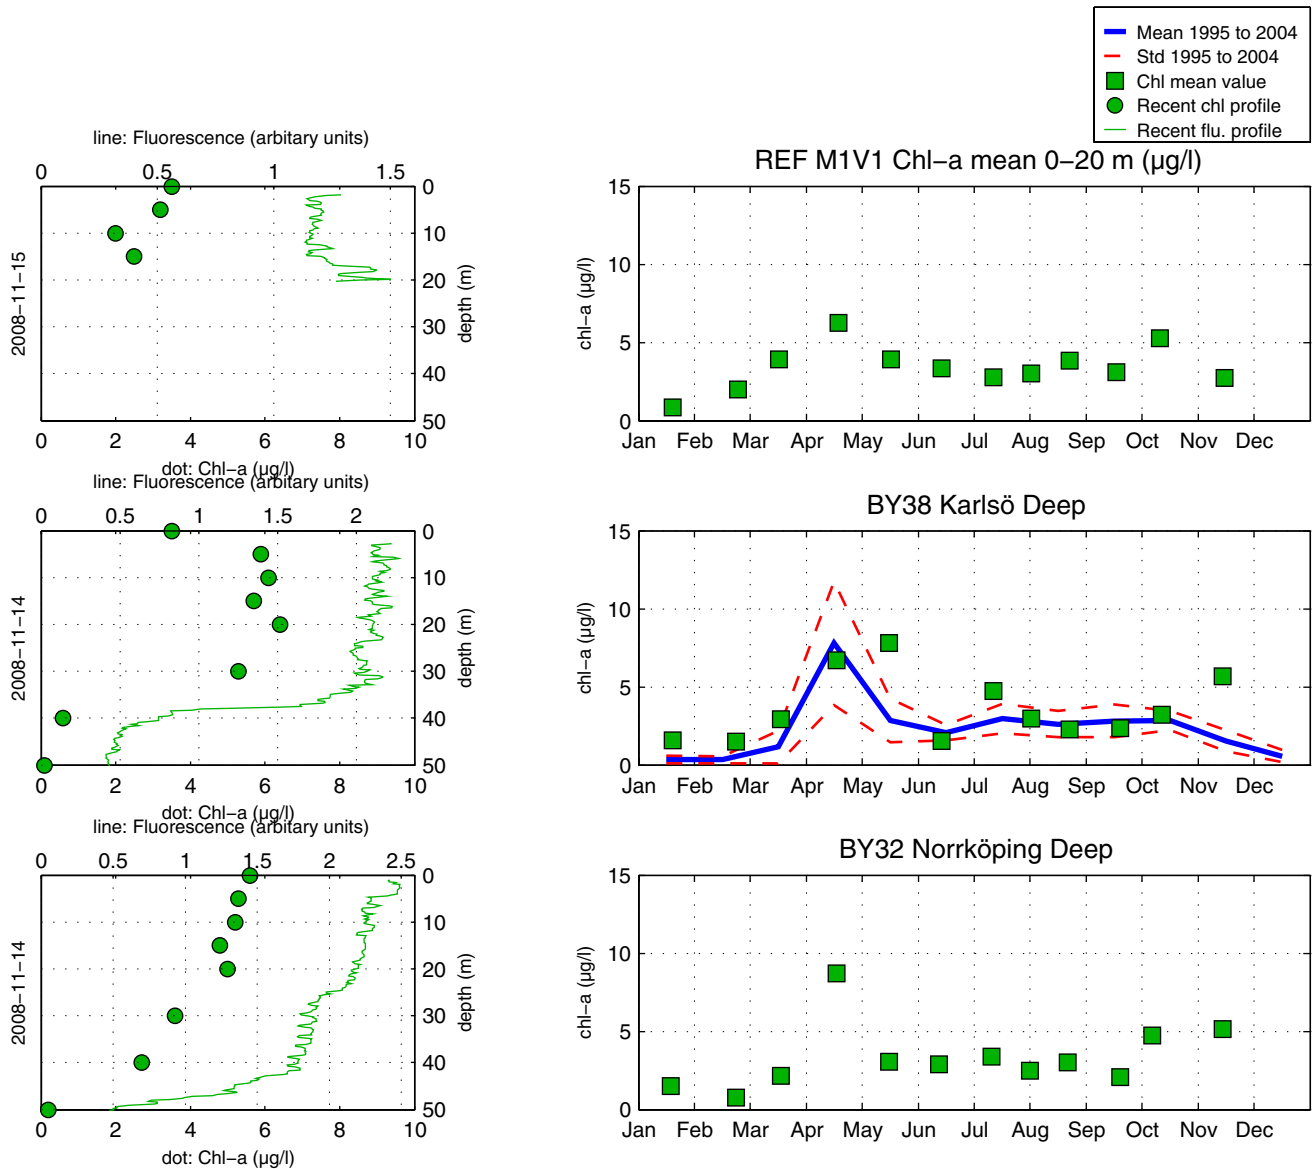 Mean 1995 to 2004
Std 1995 to 2004
Chl mean value
Recent chl profile
Recent flu. profile
line: Fluorescence (arbitary units)
0 0.5 1 1.5
0
10
20
30
40
50
depth (m)
2008−11−15
0 2 4 6 8 10
dot: Chl−a (µg/l)
REF M1V1 Chl−a mean 0−20 m (µg/l)
15
10
5
0
chl−a (µg/l)
Jan Feb Mar Apr May Jun Jul Aug Sep Oct Nov Dec
line: Fluorescence (arbitary units)
0 0.5 1 1.5 2
0
10
20
30
40
50
depth (m)
2008−11−14
0 2 4 6 8 10
dot: Chl−a (µg/l)
BY38 Karlsö Deep
15
10
5
0
chl−a (µg/l)
Jan Feb Mar Apr May Jun Jul Aug Sep Oct Nov Dec
line: Fluorescence (arbitary units)
0 0.5 1 1.5 2 2.5
0
10
20
30
40
50
depth (m)
2008−11−14
0 2 4 6 8 10
dot: Chl−a (µg/l)
BY32 Norrköping Deep
15
10
5
0
chl−a (µg/l)
Jan Feb Mar Apr May Jun Jul Aug Sep Oct Nov Dec